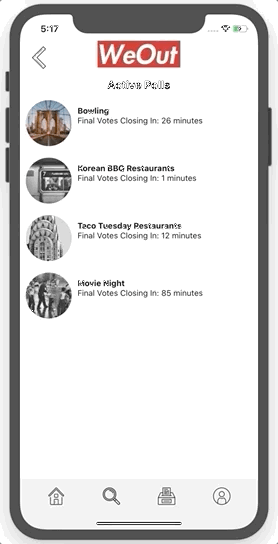 5:17
WeOut
Active Polls
Bowling
Final Votes Closing In: 26 minutes
Korean BBQ Restaurants
Final Votes Closing In: 1 minutes
Taco Tuesday Restaurants
Final Votes Closing In: 12 minutes
Movie Night
Final Votes Closing In: 85 minutes